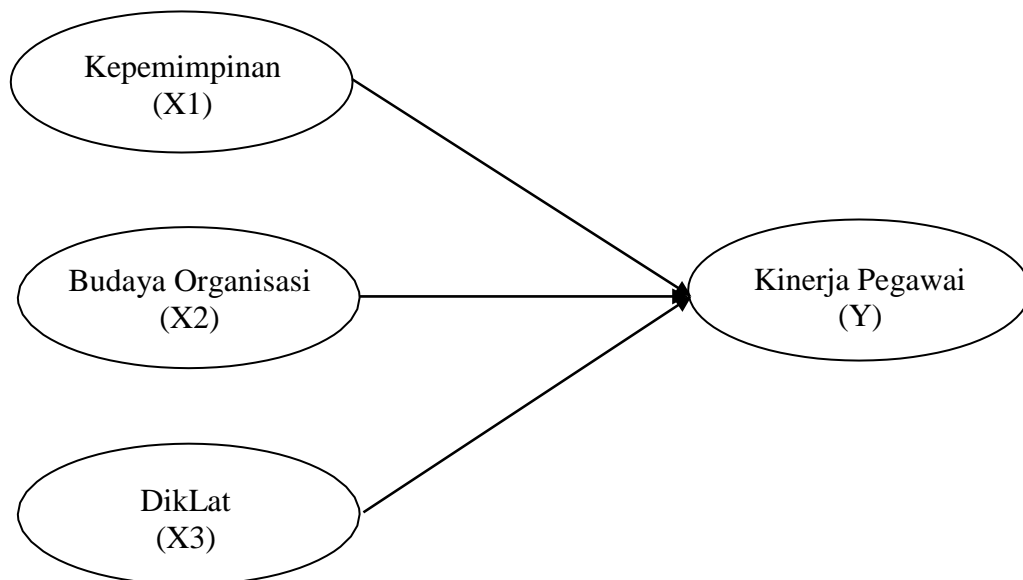 Kepemimpinan
(X1)
Budaya Organisasi
(X2)
Kinerja Pegawai
(Y)
DikLat
(X3)